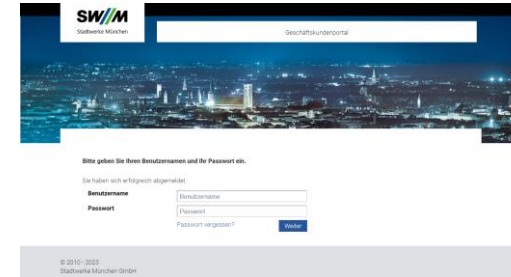 SW//M
Stadtwerke München
Geschäftskundenportal
Bitte geben Sie Ihren Benutzernamen und Ihr Passwort ein.
Sie haben sich erfolgreich abgemeldet.
Benutzername
Benutzername
Passwort
Passwort
Passwort vergessen?
Weiter
© 2010 - 2023
Stadtwerke München GmbH